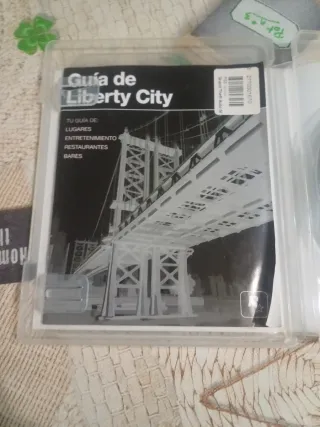 Guía de
Liberty City
TU GUÍA DE:
LUGARES
ENTRETENIMIENTO
RESTAURANTES
BARES
R